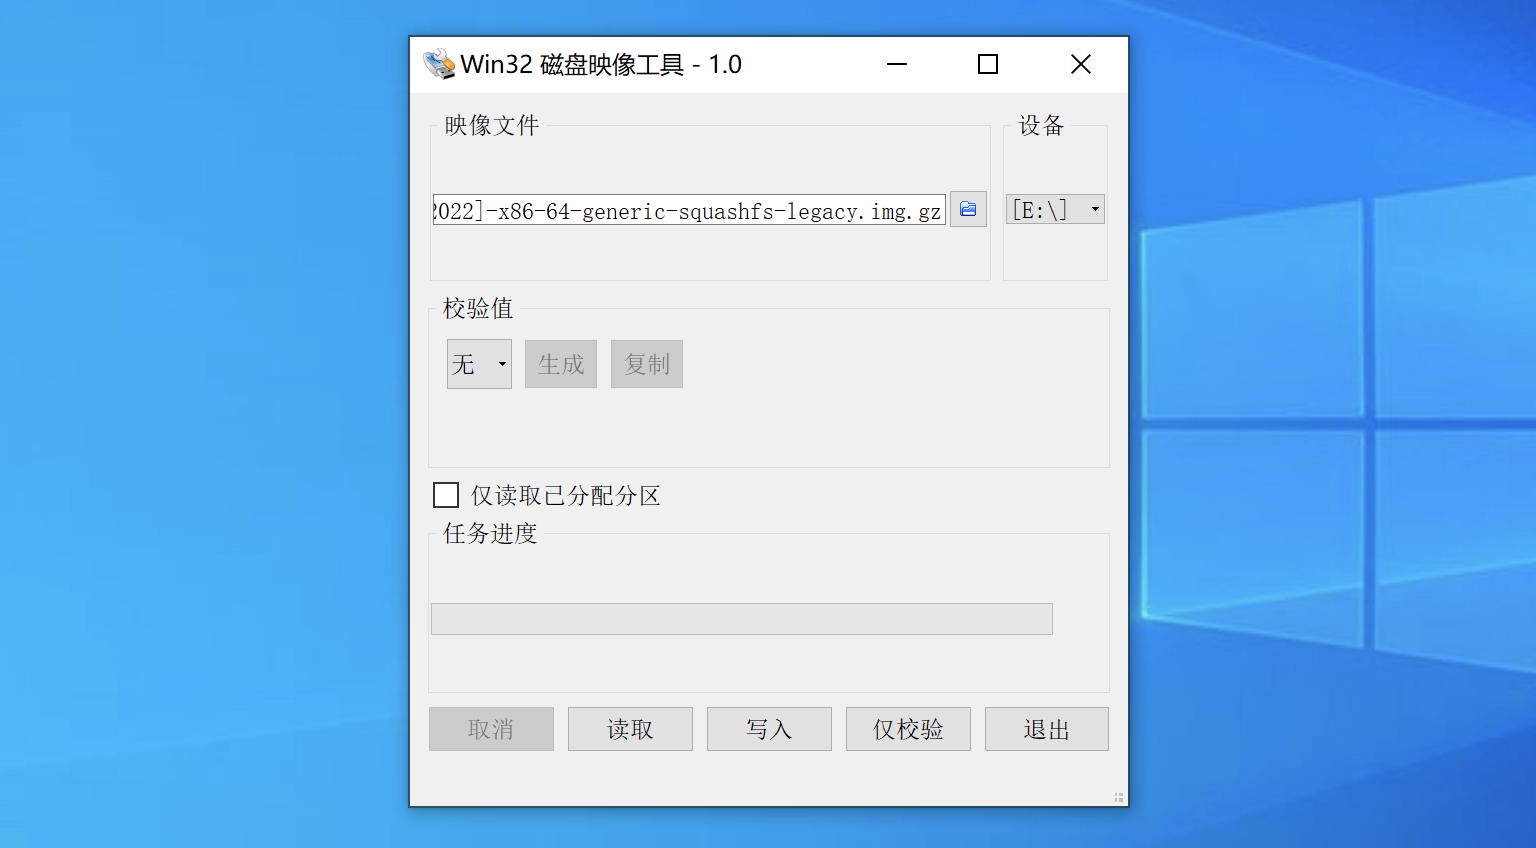 Win32 磁盘映像工具 - 1.0
映像文件
设备
2022]-x86-64-generic-squashfs-legacy.img.gz
[E:\]
校验值
无
生成
复制
仅读取已分配分区
任务进度
取消
读取
写入
仅校验
退出